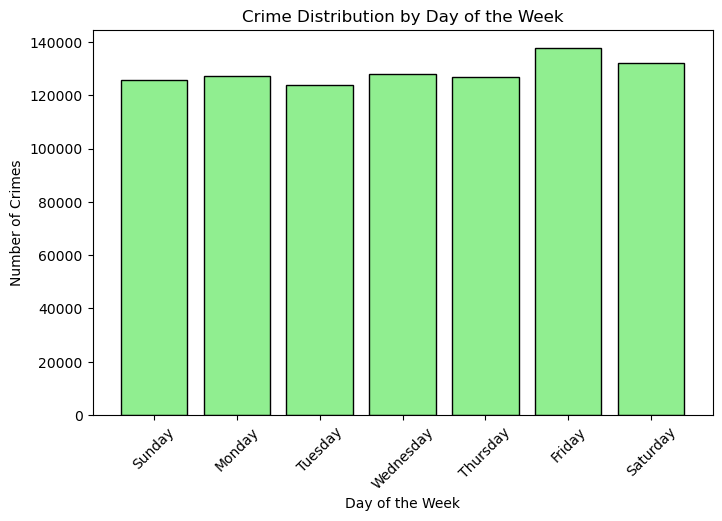 Crime Distribution by Day of the Week
140000
120000
100000
80000
60000
40000
20000
0
Number of Crimes
Sunday
Monday
Tuesday
Wednesday
Thursday
Friday
Saturday
Day of the Week